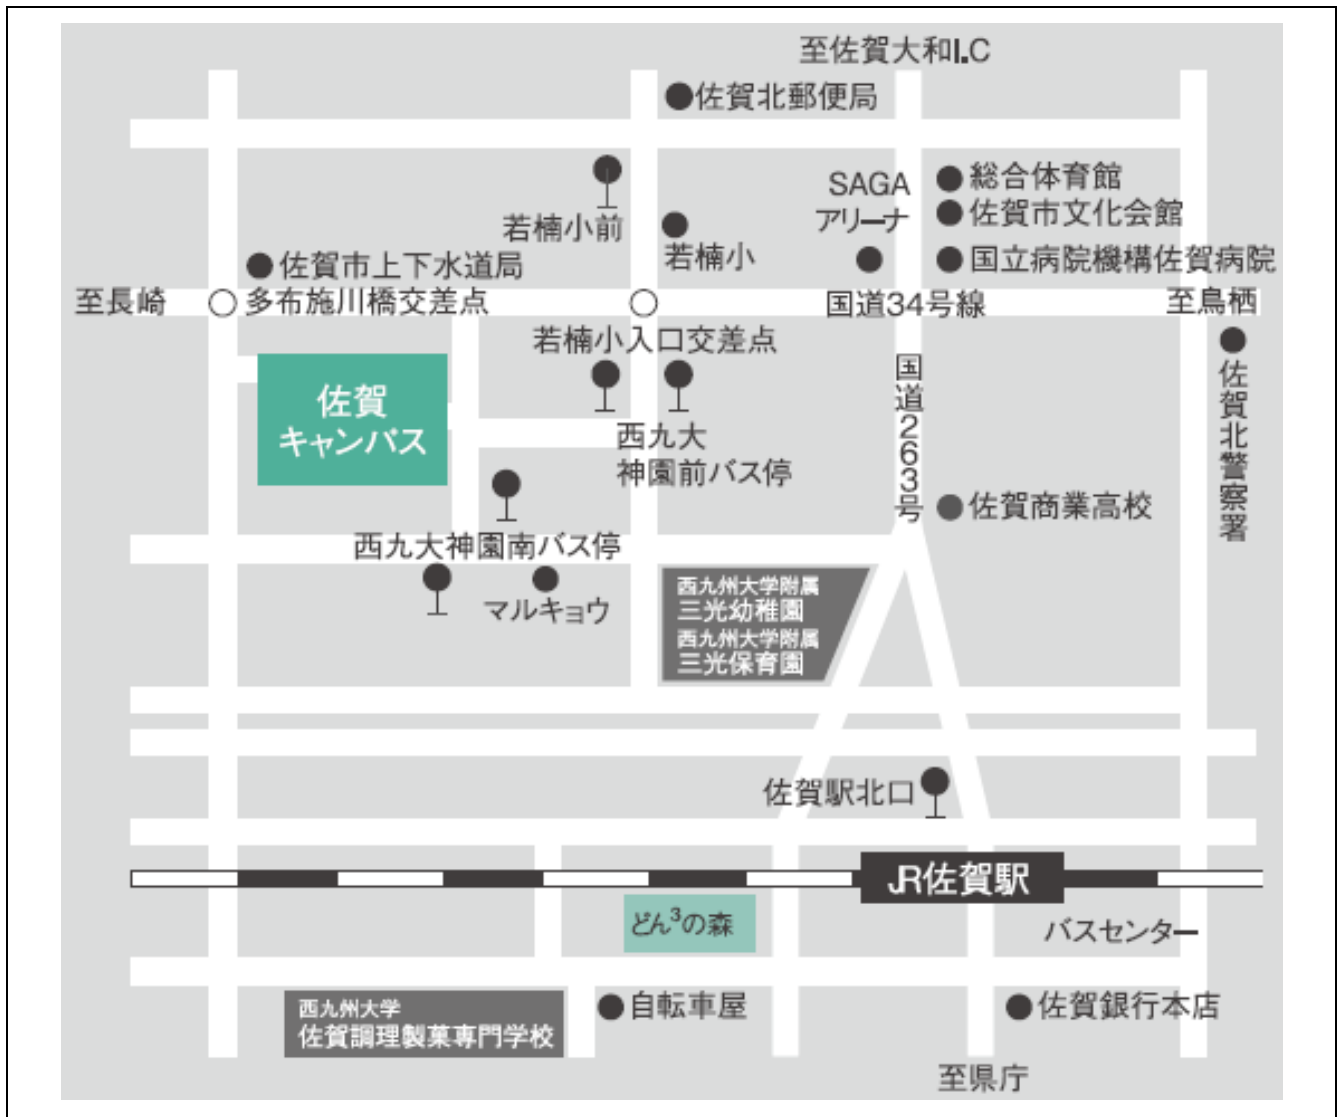 至佐賀大和I.C
佐賀北郵便局
総合体育館
SAGA
アリーナ
佐賀市文化会館
若楠小前
若楠小
国立病院機構佐賀病院
佐賀市上下水道局
至長崎
多布施川橋交差点
国道34号線
至鳥栖
若楠小入口交差点
佐賀
キャンパス
国道263号
佐賀北警察署
西九大
神園前バス停
佐賀商業高校
西九大神園南バス停
マルキョウ
西九州大学附属
三光幼稚園
西九州大学附属
三光保育園
佐賀駅北口
JR佐賀駅
どん³の森
バスセンター
西九州大学
佐賀調理製菓専門学校
自転車屋
佐賀銀行本店
至県庁